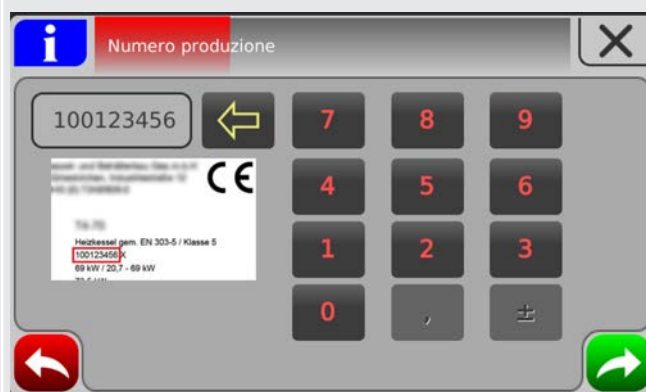 i
Numero produzione
100123456
7 8 9
CE
4 5 6
Heizkessel gem. EN 303-5 / Klasse 5
100123456 X
69 kW / 20,7 - 69 kW
1 2 3
0 , ±